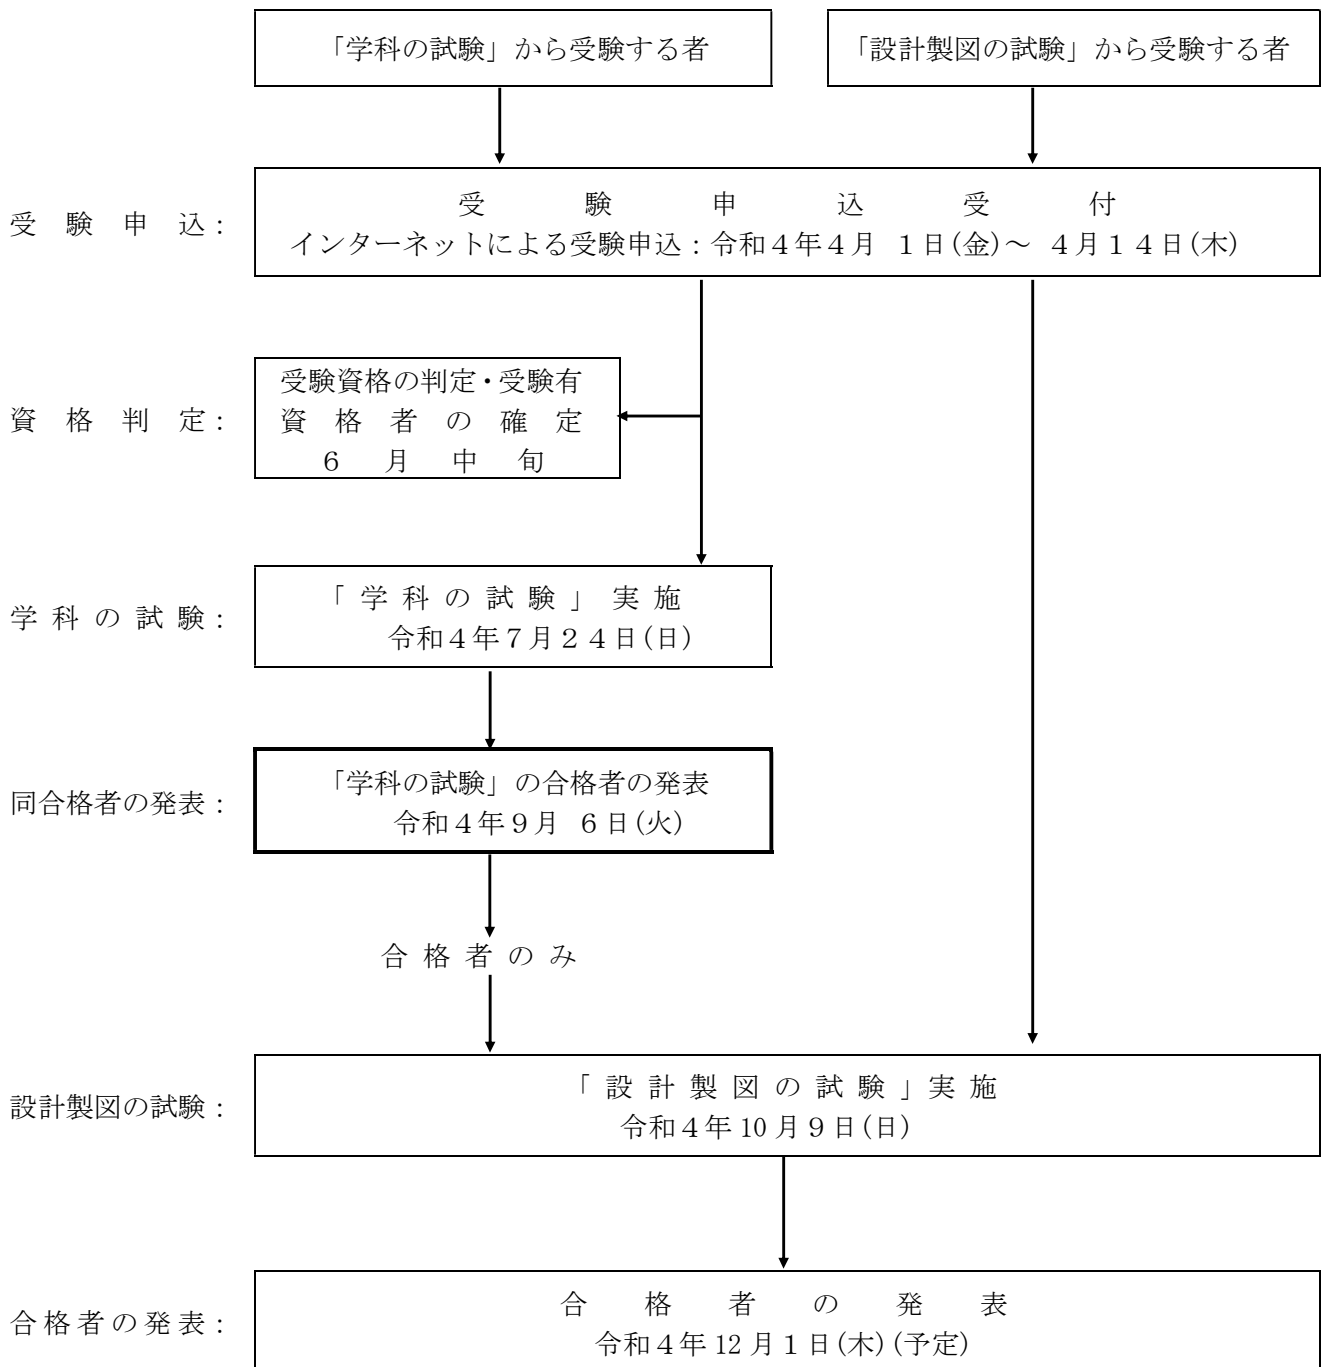 「学科の試験」から受験する者
「設計製図の試験」から受験する者
受験申込：
受験申込受付
インターネットによる受験申込：令和４年４月 １日(金)～ ４月１４日(木)
資格判定：
受験資格の判定・受験有
資格者の確定
６月中旬
学科の試験：
「学科の試験」実施
令和４年７月２４日(日)
同合格者の発表：
「学科の試験」の合格者の発表
令和４年９月 ６日(火)
合格者のみ
設計製図の試験：
「設計製図の試験」実施
令和４年10月９日(日)
合格者の発表：
合格者の発表
令和４年12月１日(木)(予定)